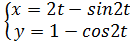 x = 2t − sin2t
y = 1 − cos2t